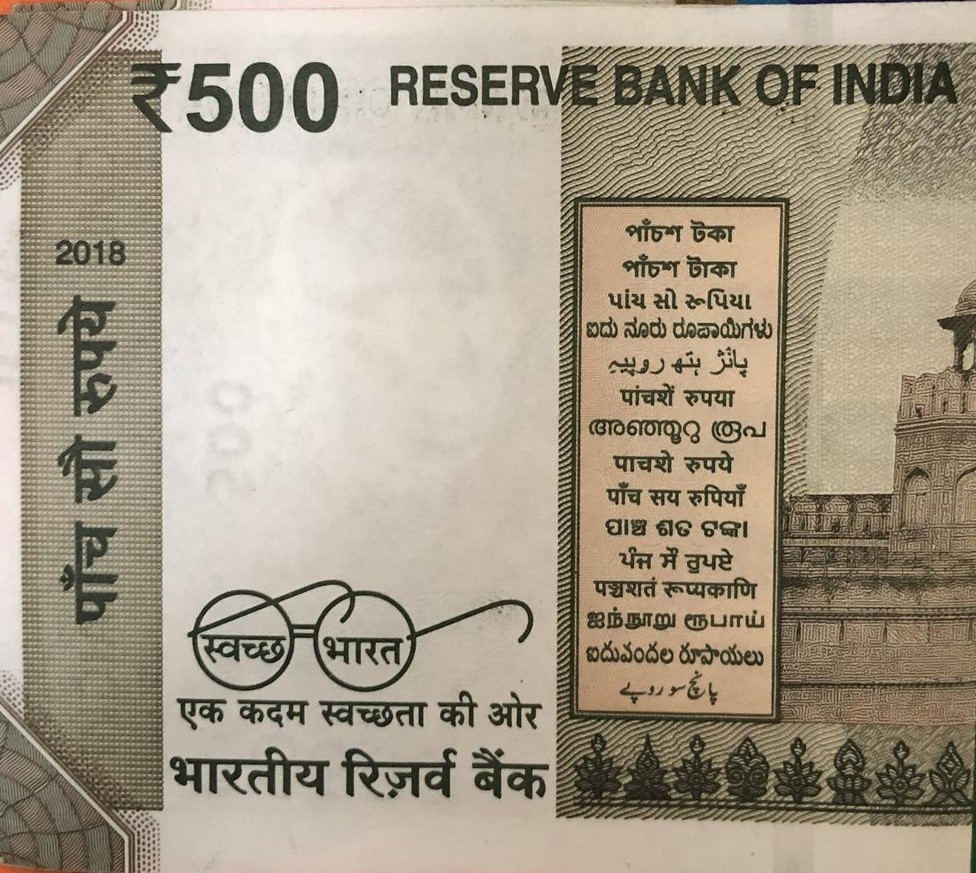 ₹500 RESERVE BANK OF INDIA
2018
पाँच सौ रुपये
পাঁচশ টকা
পাঁচশ টাকা
પાંચ સો રૂપિયા
ಐದು ನೂರು ರೂಪಾಯಿಗಳು
پانژ ہتھ روپیہ
पांचशें रुपया
അഞ്ഞൂറു രൂപ
पाचशे रुपये
पाँच सय रुपियाँ
ପାଞ୍ଚ ଶତ ଟଙ୍କା
ਪੰਜ ਸੌ ਰੁਪਏ
पञ्चशतं रूप्यकाणि
ஐந்நூறு ரூபாய்
ఐదువందల రూపాయలు
پانچ سو روپے
स्वच्छ भारत
एक कदम स्वच्छता की ओर
भारतीय रिज़र्व बैंक